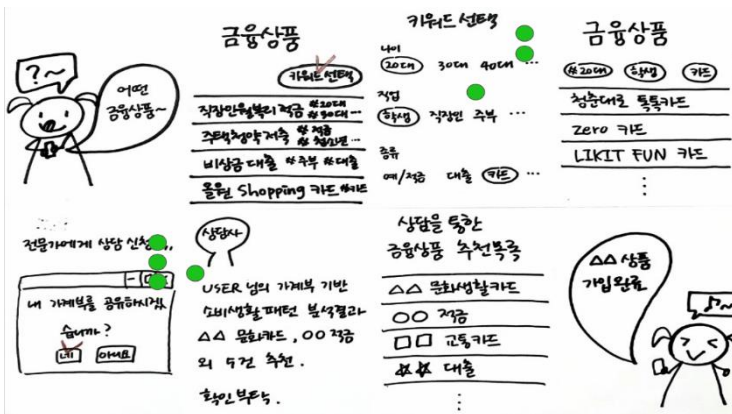 ?~
어떤
금융상품~
금융상품
키워드 선택
직장인월복리 적금 #20대 #30대 ...
주택청약저축 #적금 #청소년 ...
비상금 대출 #주부 #대출
올원 Shopping 카드 #카드
키워드 선택
나이
20대 30대 40대 ...
직업
학생 직장인 주부 ...
종류
예/적금 대출 카드 ...
금융상품
#20대 학생 카드
청춘대로 톡톡카드
Zero 카드
LIKIT FUN 카드
⋮
전문가에게 상담 신청
내 가계부를 공유하시겠
습니까?
네 아니요
상담사
USER 님의 가계부 기반
소비생활패턴 분석결과
△△ 문화카드, ○○ 적금
외 5건 추천.
확인부탁.
상담을 통한
금융상품 추천목록
△△ 문화생활카드
○○ 적금
□□ 교통카드
☆☆ 대출
⋮
△△ 상품
가입완료
♪~